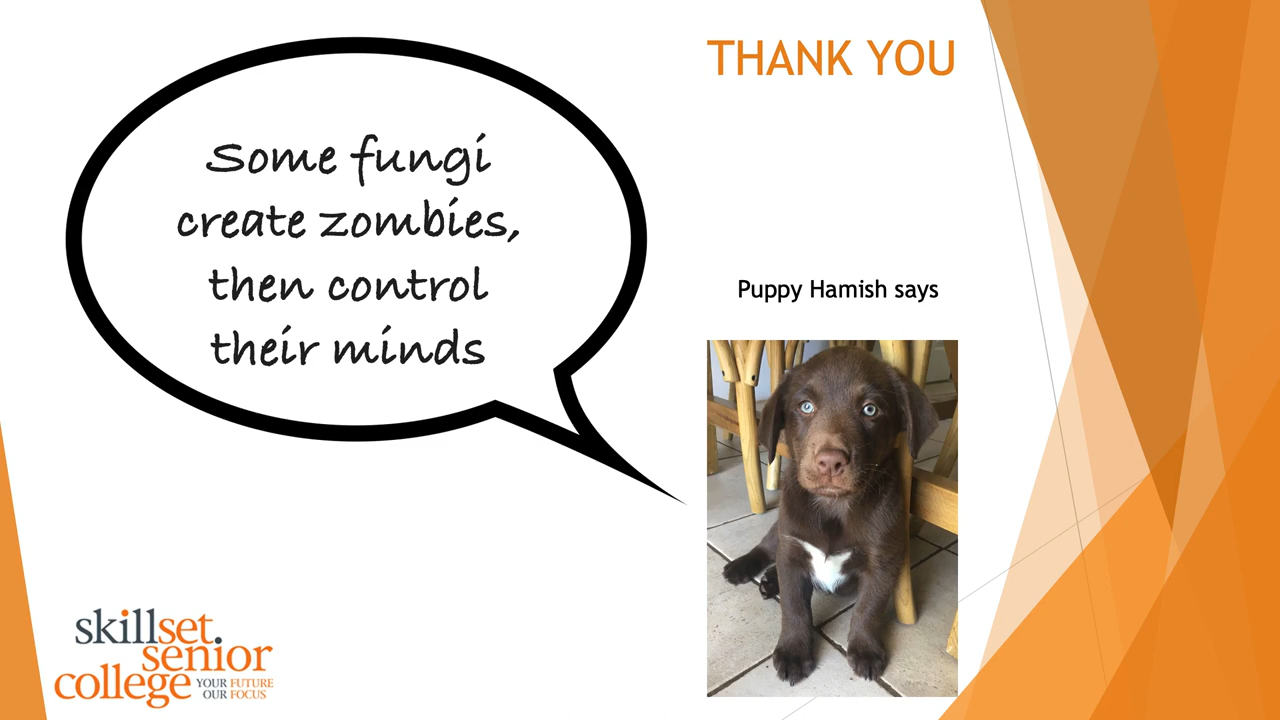 THANK YOU
Some fungi
create zombies,
then control
their minds
Puppy Hamish says
skillset.
senior
college YOUR FUTURE
OUR FOCUS